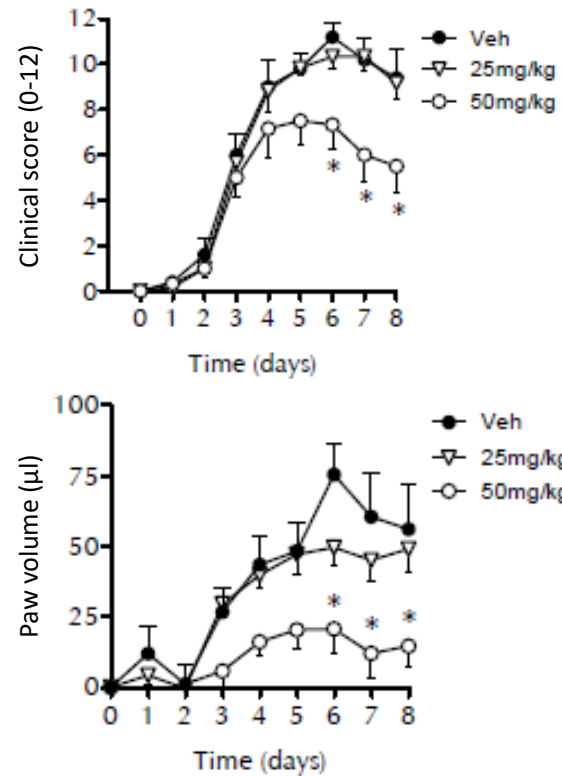 Clinical score (0-12)
12
10
8
6
4
2
0
Veh
25mg/kg
50mg/kg
* * *
0 1 2 3 4 5 6 7 8
Time (days)
Paw volume (µl)
100
75
50
25
0
Veh
25mg/kg
50mg/kg
* * *
0 1 2 3 4 5 6 7 8
Time (days)